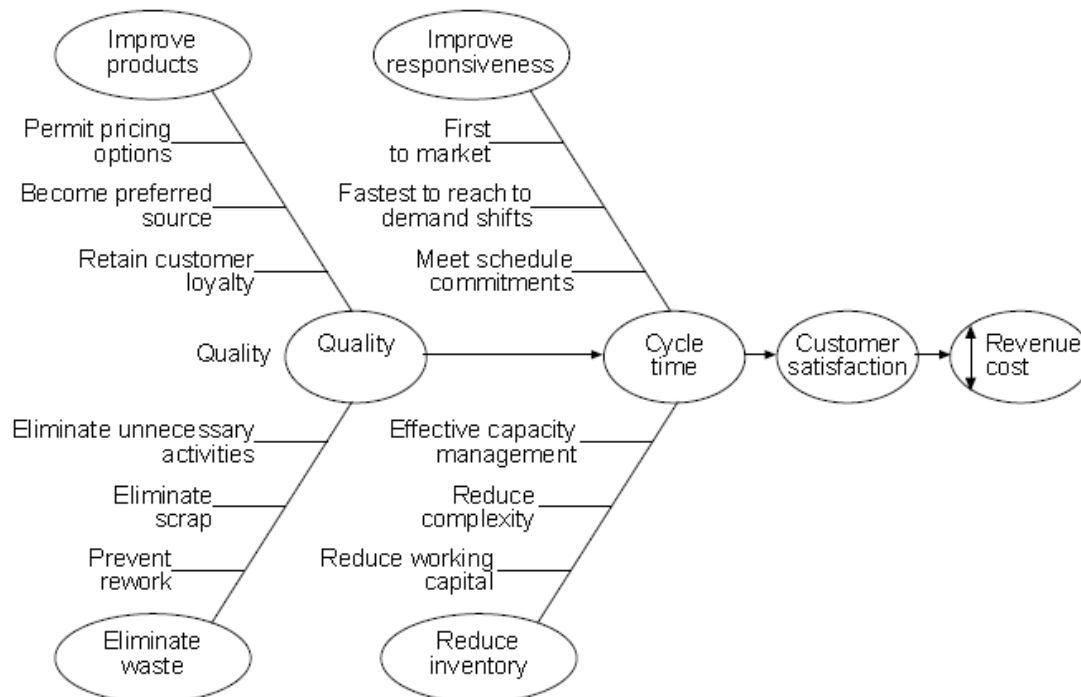 Improve
products
Improve
responsiveness
Permit pricing
options
First
to market
Become preferred
source
Fastest to reach to
demand shifts
Retain customer
loyalty
Meet schedule
commitments
Quality
Quality
Cycle
time
Customer
satisfaction
Revenue
cost
Eliminate unnecessary
activities
Effective capacity
management
Eliminate
scrap
Reduce
complexity
Prevent
rework
Reduce working
capital
Eliminate
waste
Reduce
inventory